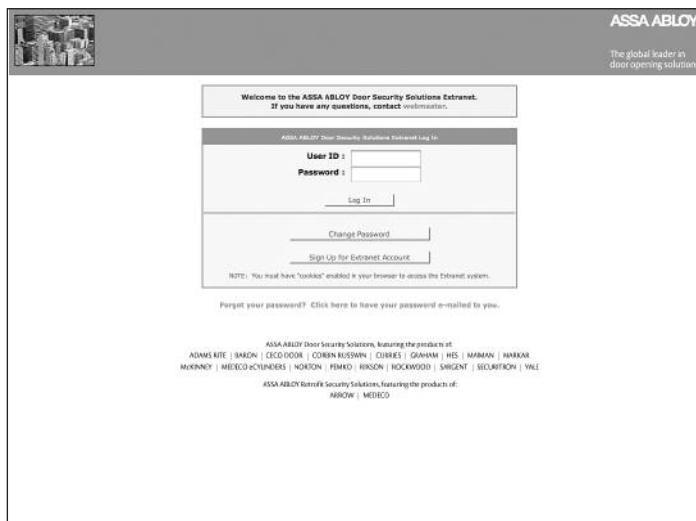 ASSA ABLOY
The global leader in
door opening solutions
Welcome to the ASSA ABLOY Door Security Solutions Extranet.
If you have any questions, contact webmaster.
ASSA ABLOY Door Security Solutions Extranet Log In
User ID :
Password :
Log In
Change Password
Sign Up for Extranet Account
NOTE: You must have "cookies" enabled in your browser to access the Extranet system.
Forgot your password? Click here to have your password e-mailed to you.
ASSA ABLOY Door Security Solutions, featuring the products of:
ADAMS RITE | BARON | CECO DOOR | CORBIN RUSSWIN | CURRIES | GRAHAM | HES | MAIMAN | MARKAR
McKINNEY | MEDECO eCYLINDERS | NORTON | PEMKO | RIXSON | ROCKWOOD | SARGENT | SECURITRON | YALE
ASSA ABLOY Retrofit Security Solutions, featuring the products of:
ARROW | MEDECO